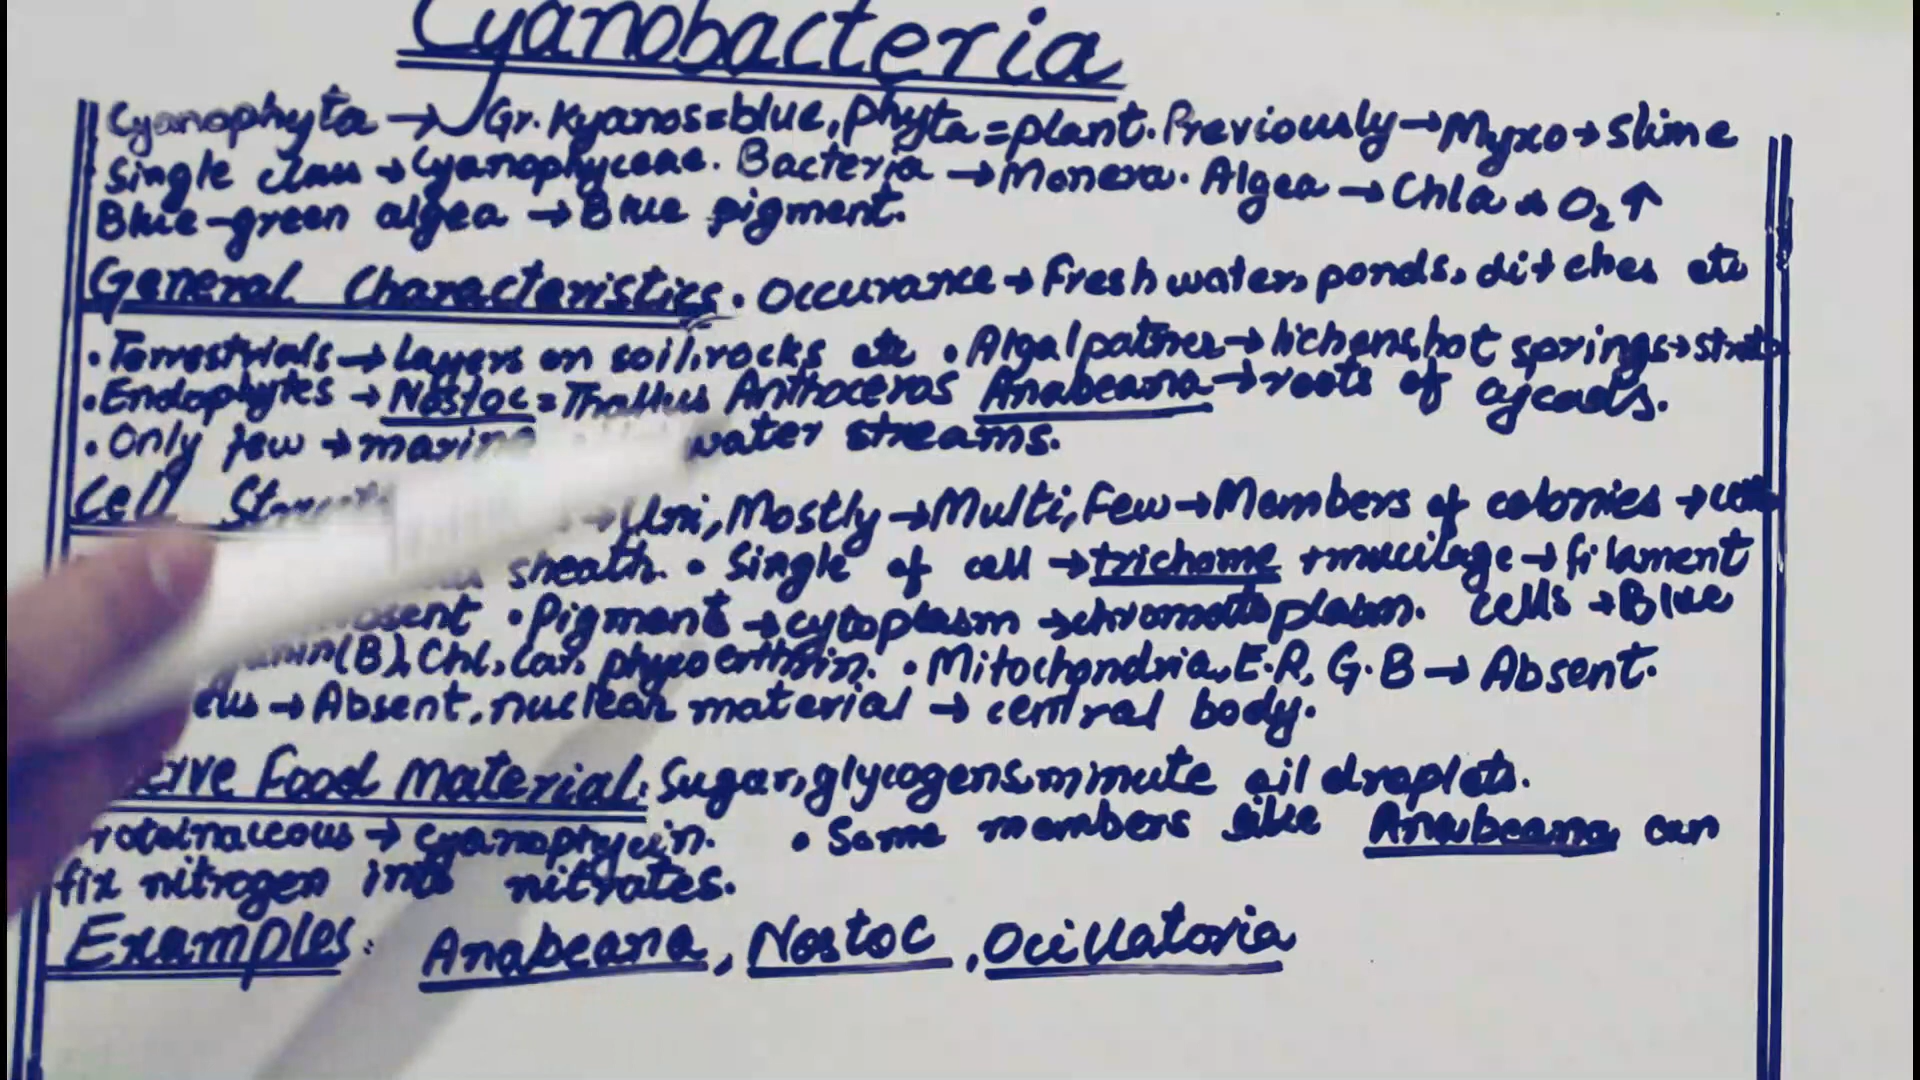 Cyanobacteria
Cyanophyta → Gr. Kyanos=blue, phyta=plant. Previously → Myxo → Slime
Single class → Cyanophyceae. Bacteria → Monera. Algea → Chl a & O₂ ↑
Blue-green algea → Blue pigment.
General Characteristics. Occurance → Fresh water, ponds, ditches etc
• Terrestrials → layers on soil, rocks etc • Algal patner → lichens, hot springs →
• Endophytes → Nostoc = Thallus Anthoceros Anabeana → roots of cycads.
• Only few → marine water streams.
Cell → Uni, Mostly → Multi, Few → Members of colonies →
sheath. • Single of cell → trichome + mucilage → filament
• Pigment → cytoplasm → chromatoplasm. Cells → Blue
(B), Chl, Car, phycoerthrin. • Mitochondria, E.R, G.B → Absent.
→ Absent, nuclear material → central body.
Food Material: Sugar, glycogens, minute oil droplets.
→ cyanophycin. • Some members like Anabeana can
fix nitrogen into nitrates.
Examples: Anabeana, Nostoc, Ocillatoria